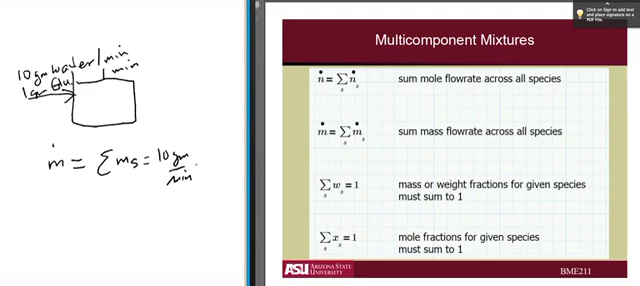 10 gm water/min
1 gm Glu
min
ṁ = Σ ms = 10 gm
min
Click on Sign to add text
and place signature on a
PDF File.
Multicomponent Mixtures
ṅ = Σ ṅs sum mole flowrate across all species
s
ṁ = Σ ṁs sum mass flowrate across all species
s
Σ ws = 1 mass or weight fractions for given species
s must sum to 1
Σ xs = 1 mole fractions for given species
s must sum to 1
ASU ARIZONA STATE
UNIVERSITY
BME211